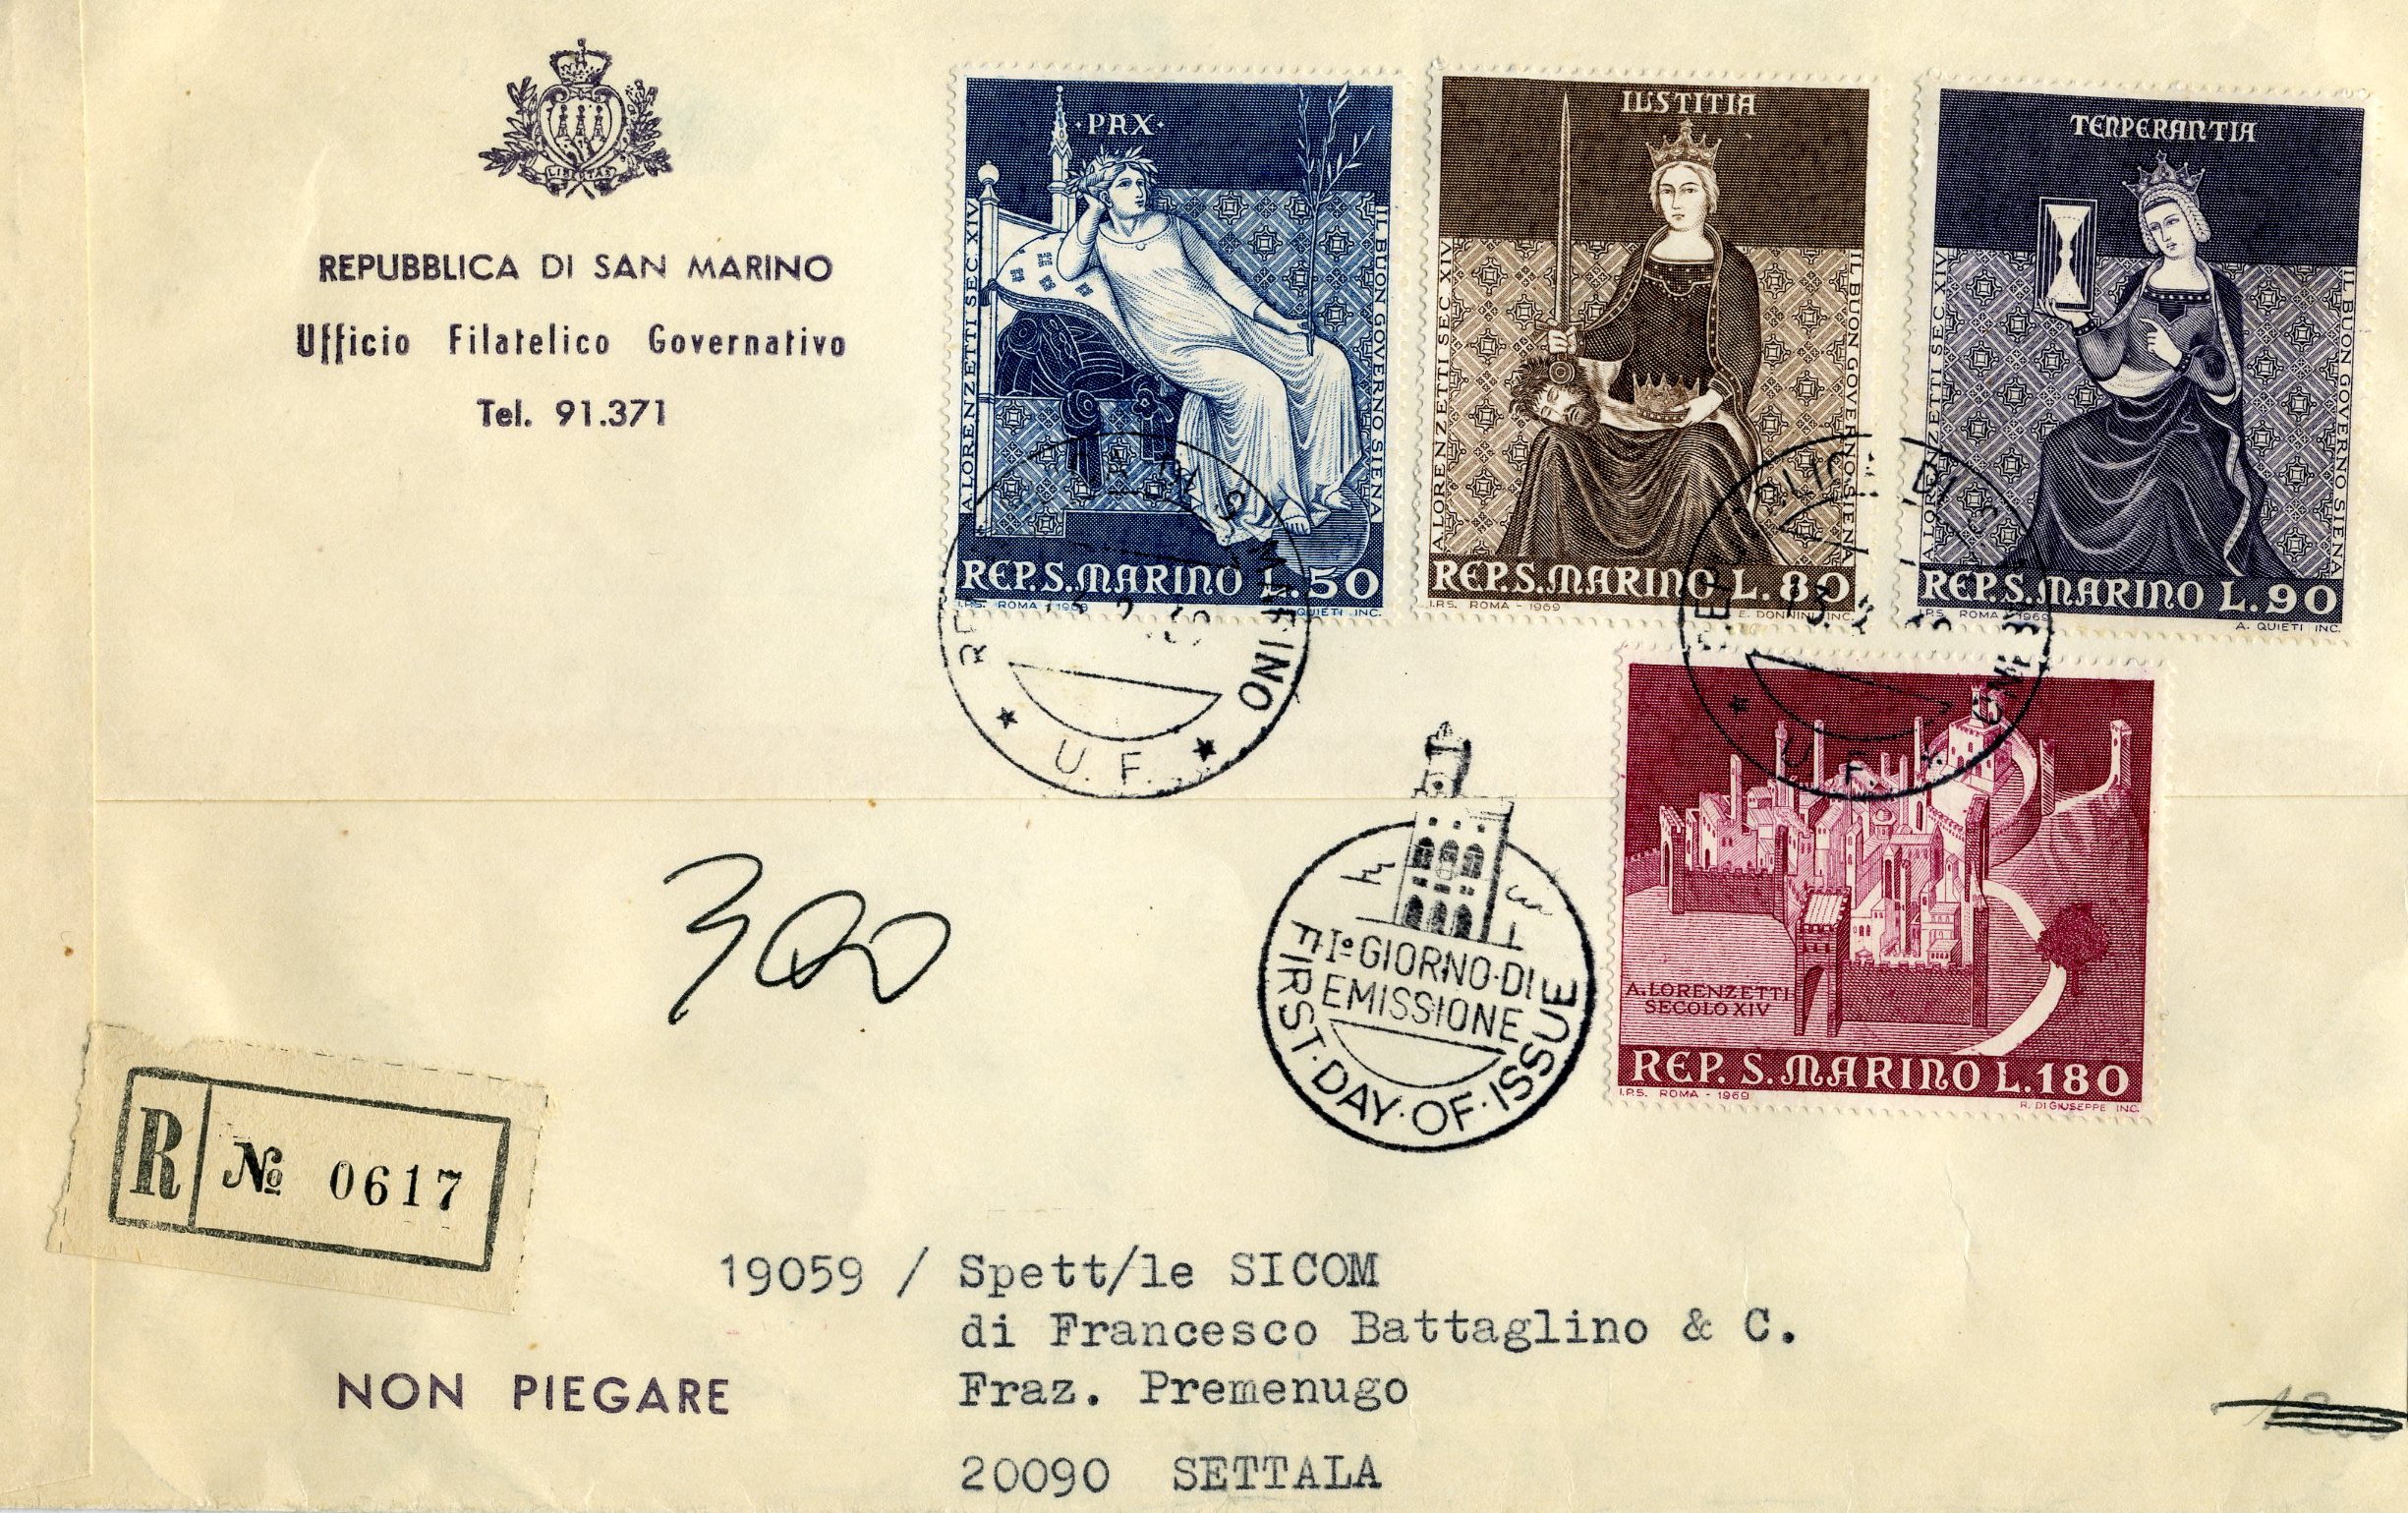 LIBERTAS
REPUBBLICA DI SAN MARINO
Ufficio Filatelico Governativo
Tel. 91.371
·PAX·
A LORENZETTI SEC. XIV
IL BUON GOVERNO SIENA
REP. S. MARINO L. 50
I.P.S. ROMA 1969
QUIETI INC.
IUSTITIA
A LORENZETTI SEC XIV
IL BUON GOVERNO SIENA
REP. S. MARINO L. 80
I.P.S. ROMA - 1969
E. DONNINI INC
TENPERANTIA
A LORENZETTI SEC. XIV
IL BUON GOVERNO SIENA
REP. S. MARINO L. 90
I.P.S. ROMA 1969
A. QUIETI INC.
MARINO
U. F.
U. F.
A. LORENZETTI
SECOLO XIV
REP. S. MARINO L. 180
I.P.S. ROMA - 1969
R. DI GIUSEPPE INC.
I° GIORNO·DI
EMISSIONE
FIRST·DAY·OF·ISSUE
R № 0617
19059 / Spett/le SICOM
di Francesco Battaglino & C.
Fraz. Premenugo
NON PIEGARE
20090 SETTALA